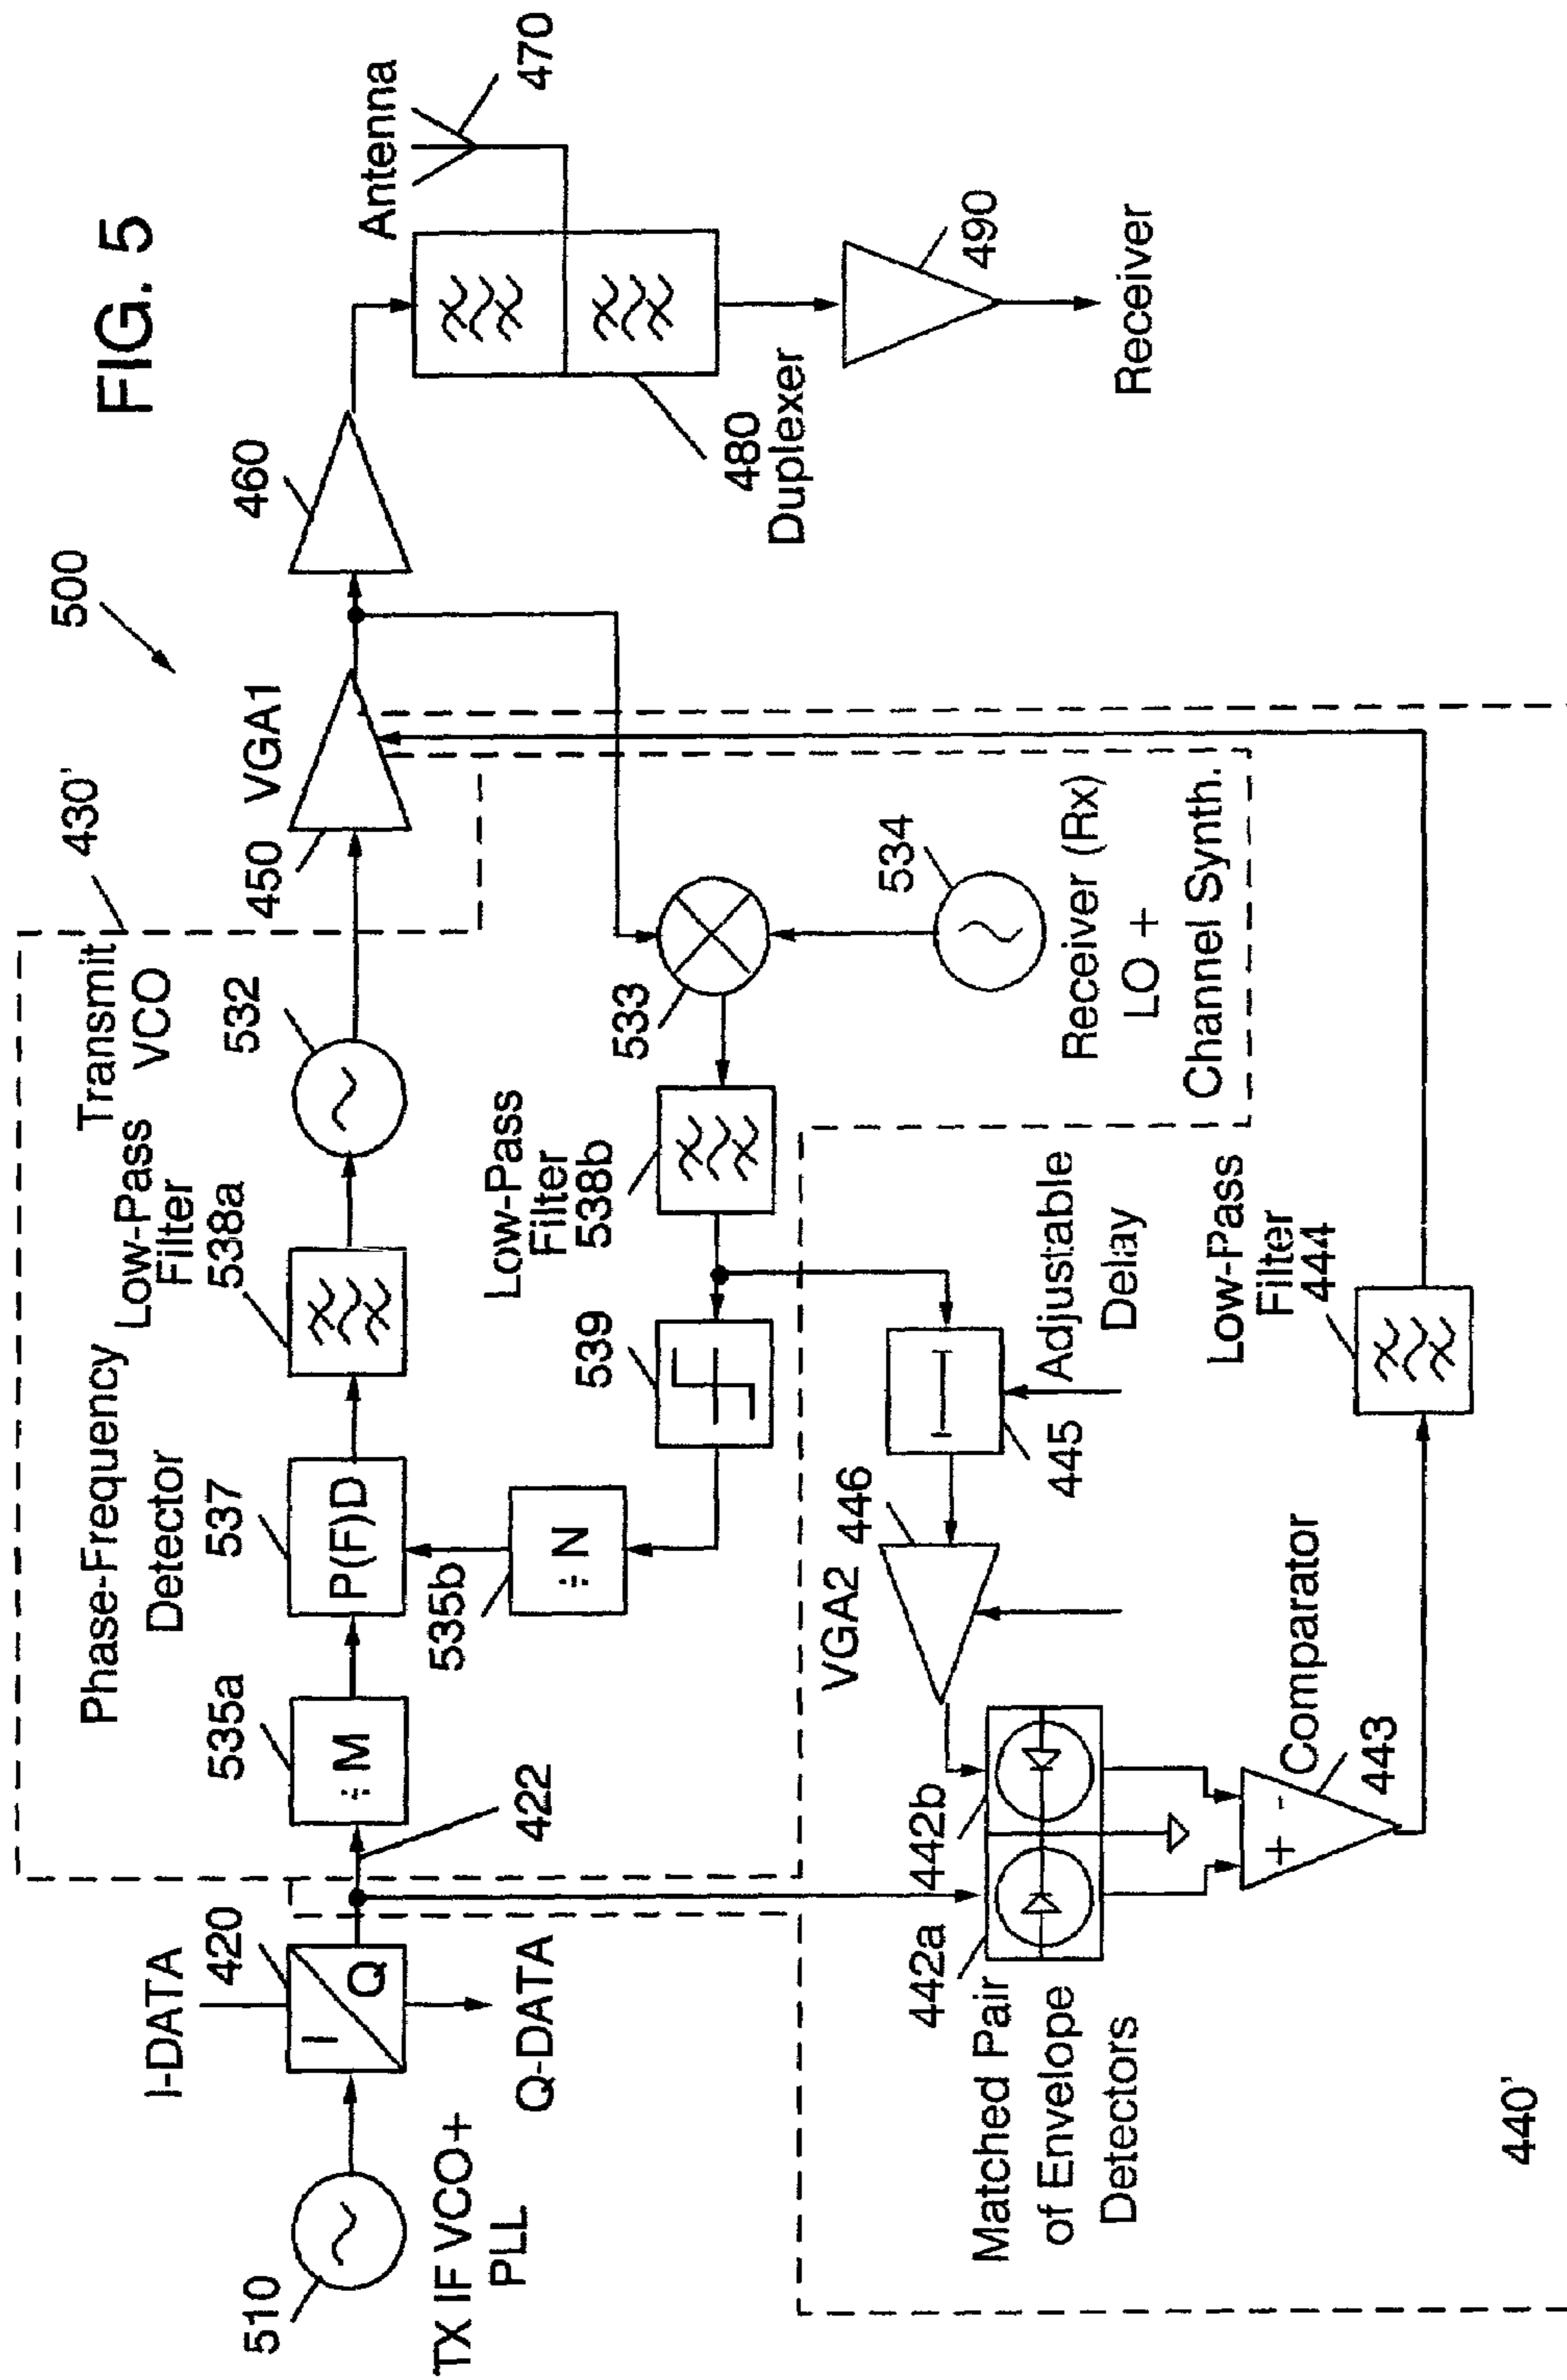 FIG. 5
500
430'
Transmit
VCO
532
VGA1
450
460
Antenna
470
480
Duplexer
490
Receiver
Phase-Frequency
Detector
537
P(F)D
Low-Pass
Filter
538a
535a
÷M
422
I-DATA
420
I
Q
Q-DATA
510
TX IF VCO+
PLL
535b
÷N
539
Low-Pass
Filter
538b
533
534
Receiver (Rx)
LO +
Channel Synth.
Adjustable
Delay
445
446
VGA2
442b
442a
Matched Pair
of Envelope
Detectors
+ -
Comparator
443
Low-Pass
Filter
444
440'